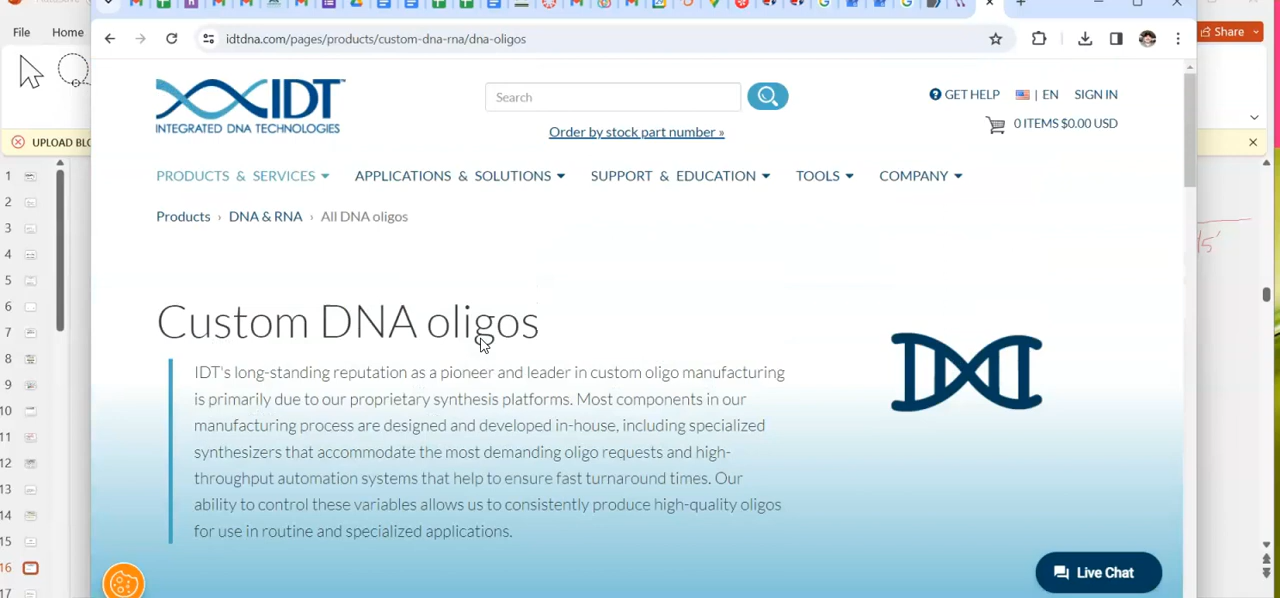 File Home
Share
UPLOAD BLO
idtdna.com/pages/products/custom-dna-rna/dna-oligos
IDT
INTEGRATED DNA TECHNOLOGIES
Search
Order by stock part number »
GET HELP | EN SIGN IN
0 ITEMS $0.00 USD
PRODUCTS & SERVICES APPLICATIONS & SOLUTIONS SUPPORT & EDUCATION TOOLS COMPANY
Products › DNA & RNA › All DNA oligos
Custom DNA oligos
IDT's long-standing reputation as a pioneer and leader in custom oligo manufacturing
is primarily due to our proprietary synthesis platforms. Most components in our
manufacturing process are designed and developed in-house, including specialized
synthesizers that accommodate the most demanding oligo requests and high-
throughput automation systems that help to ensure fast turnaround times. Our
ability to control these variables allows us to consistently produce high-quality oligos
for use in routine and specialized applications.
Live Chat
1
2
3
4
5
6
7
8
9
10
11
12
13
14
15
16
17
5'